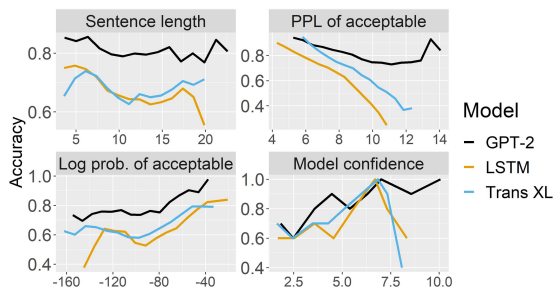 Sentence length
PPL of acceptable
0.8
0.6
5 10 15 20
0.8
0.6
0.4
4 6 8 10 12 14
Accuracy
Log prob. of acceptable
Model confidence
1.0
0.8
0.6
0.4
-160 -120 -80 -40
1.0
0.8
0.6
0.4
2.5 5.0 7.5 10.0
Model
GPT-2
LSTM
Trans XL